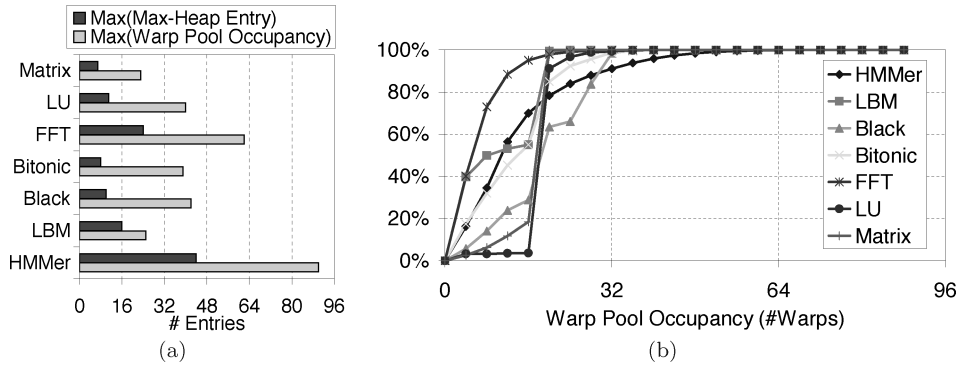 Max(Max-Heap Entry)
Max(Warp Pool Occupancy)
Matrix
LU
FFT
Bitonic
Black
LBM
HMMer
0 16 32 48 64 80 96
# Entries
(a)
100%
80%
60%
40%
20%
0%
HMMer
LBM
Black
Bitonic
FFT
LU
Matrix
0 32 64 96
Warp Pool Occupancy (#Warps)
(b)